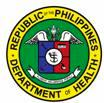 REPUBLIC OF THE PHILIPPINES
DEPARTMENT OF HEALTH